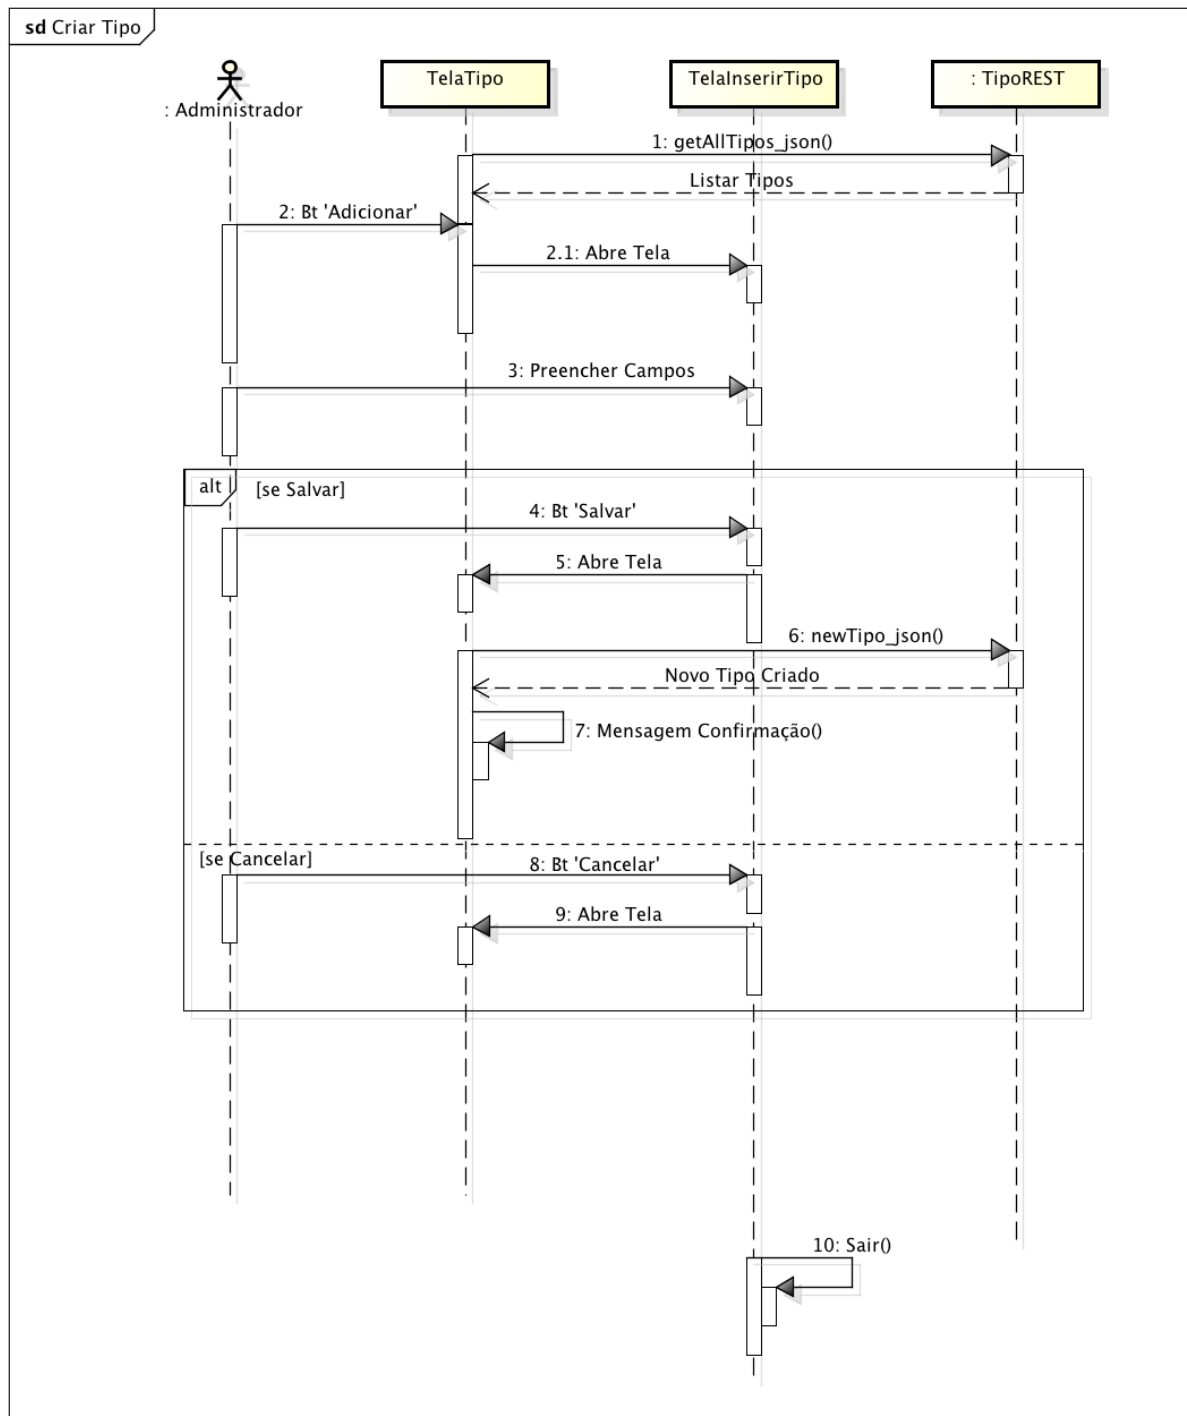 sd Criar Tipo
: Administrador
TelaTipo
TelaInserirTipo
: TipoREST
1: getAllTipos_json()
Listar Tipos
2: Bt 'Adicionar'
2.1: Abre Tela
3: Preencher Campos
alt
[se Salvar]
4: Bt 'Salvar'
5: Abre Tela
6: newTipo_json()
Novo Tipo Criado
7: Mensagem Confirmação()
[se Cancelar]
8: Bt 'Cancelar'
9: Abre Tela
10: Sair()